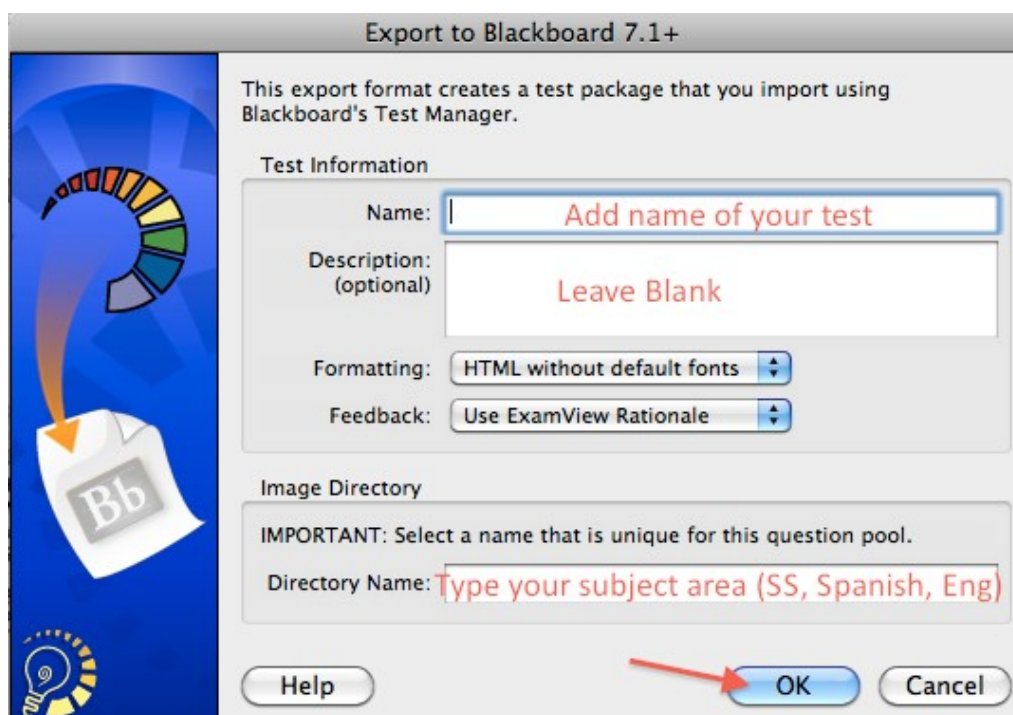 Export to Blackboard 7.1+
This export format creates a test package that you import using
Blackboard's Test Manager.
Test Information
Name: Add name of your test
Description:
(optional)
Leave Blank
Formatting: HTML without default fonts
Feedback: Use ExamView Rationale
Bb
Image Directory
IMPORTANT: Select a name that is unique for this question pool.
Directory Name: Type your subject area (SS, Spanish, Eng)
Help OK Cancel